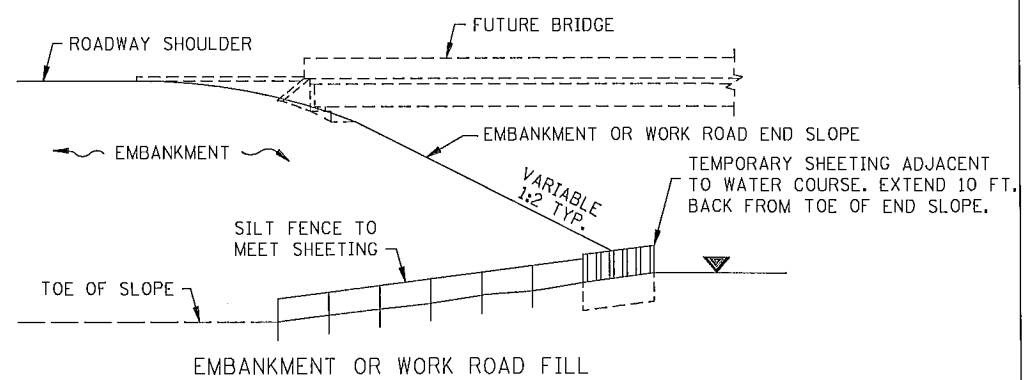 FUTURE BRIDGE
ROADWAY SHOULDER
EMBANKMENT OR WORK ROAD END SLOPE
EMBANKMENT
TEMPORARY SHEETING ADJACENT
TO WATER COURSE. EXTEND 10 FT.
BACK FROM TOE OF END SLOPE.
VARIABLE
1:2 TYP.
SILT FENCE TO
MEET SHEETING
TOE OF SLOPE
EMBANKMENT OR WORK ROAD FILL